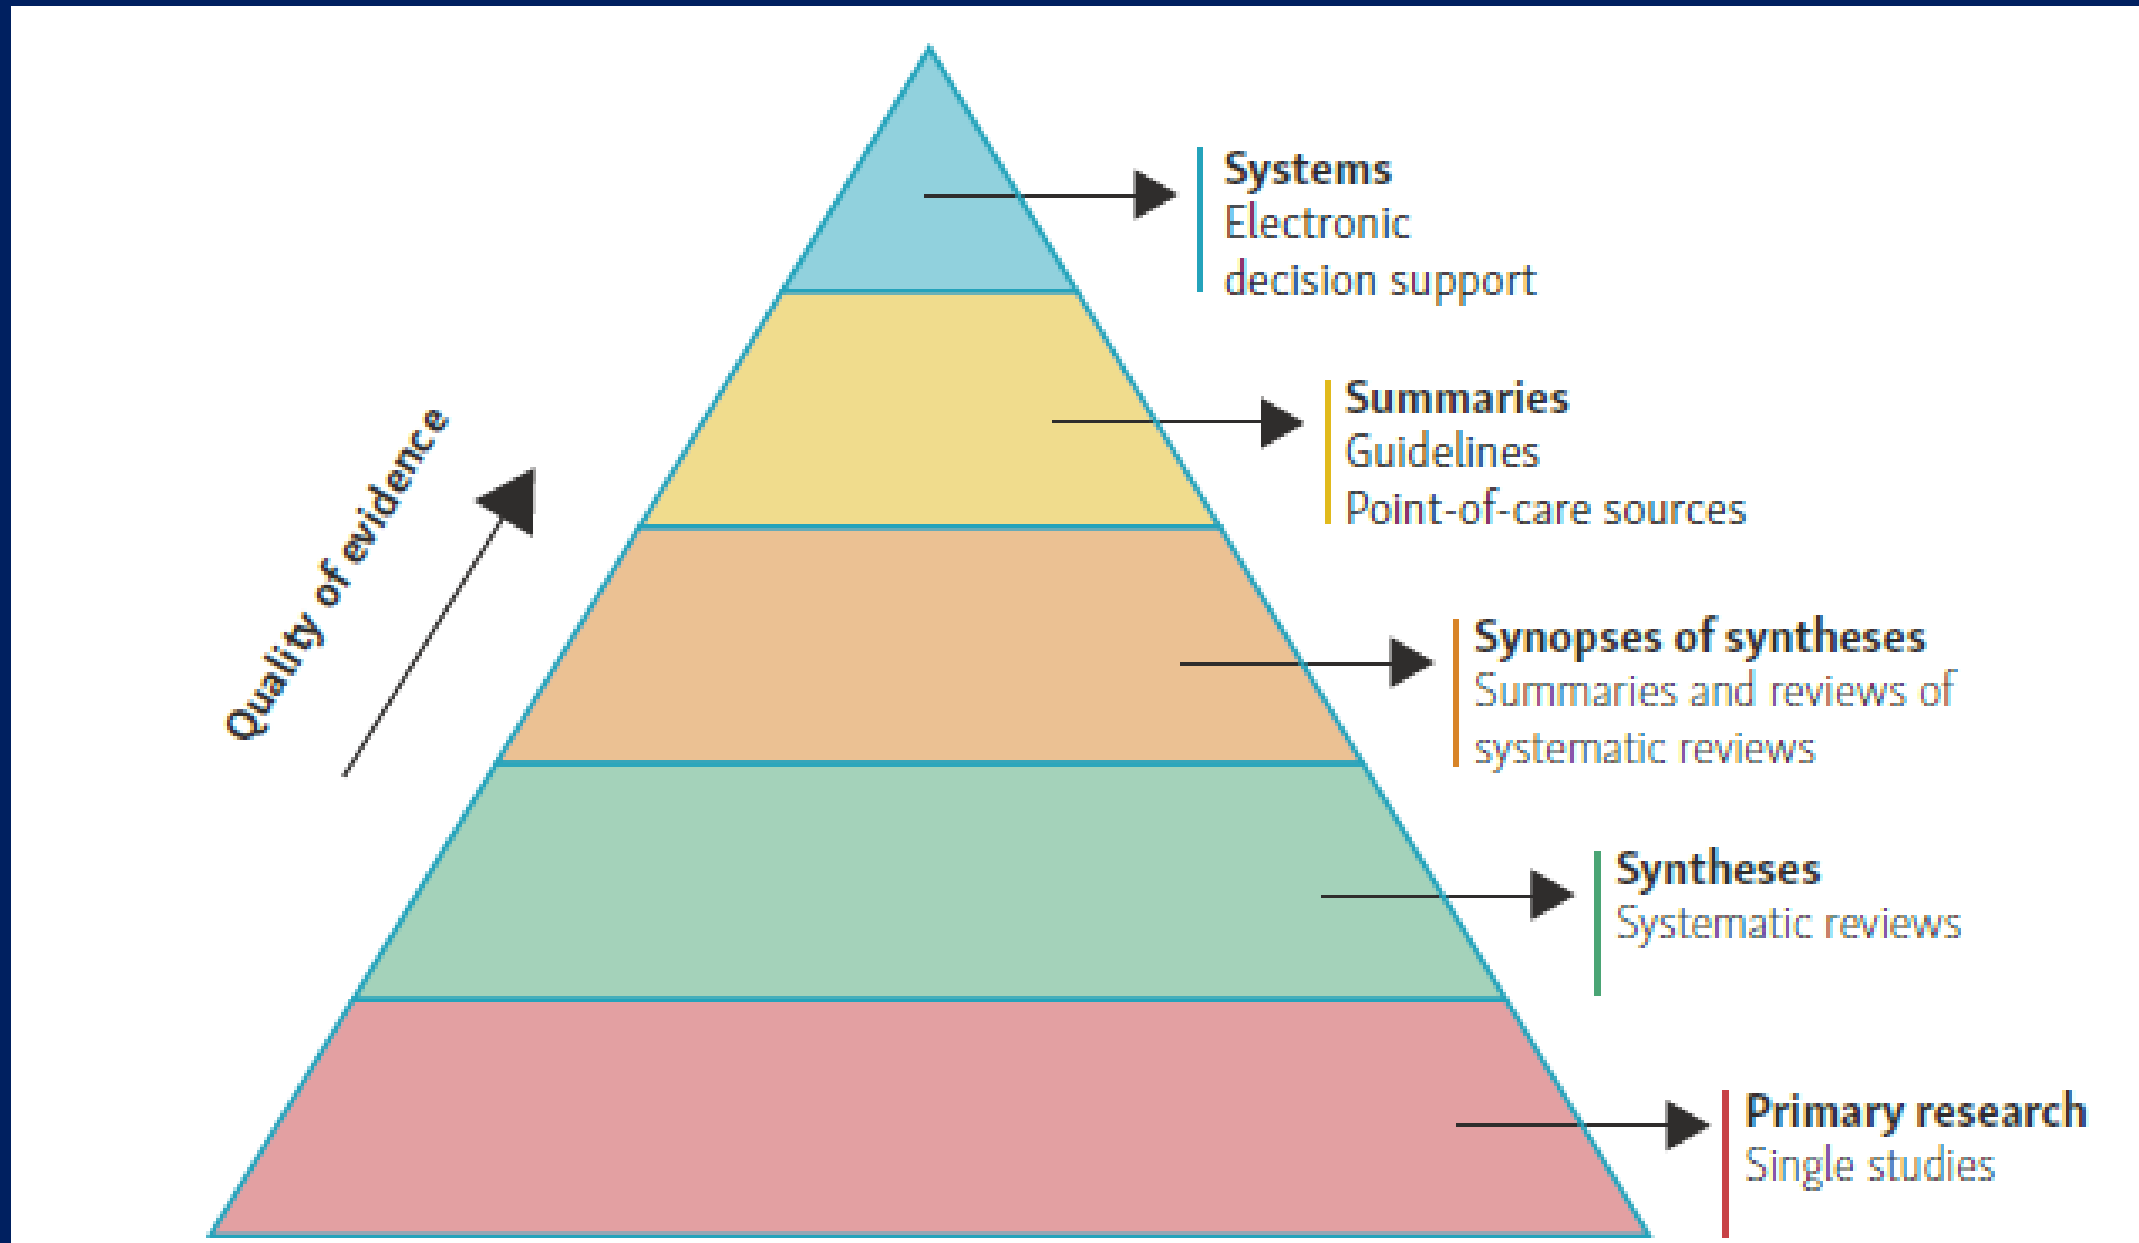 Systems
Electronic
decision support
Summaries
Guidelines
Point-of-care sources
Quality of evidence
Synopses of syntheses
Summaries and reviews of
systematic reviews
Syntheses
Systematic reviews
Primary research
Single studies